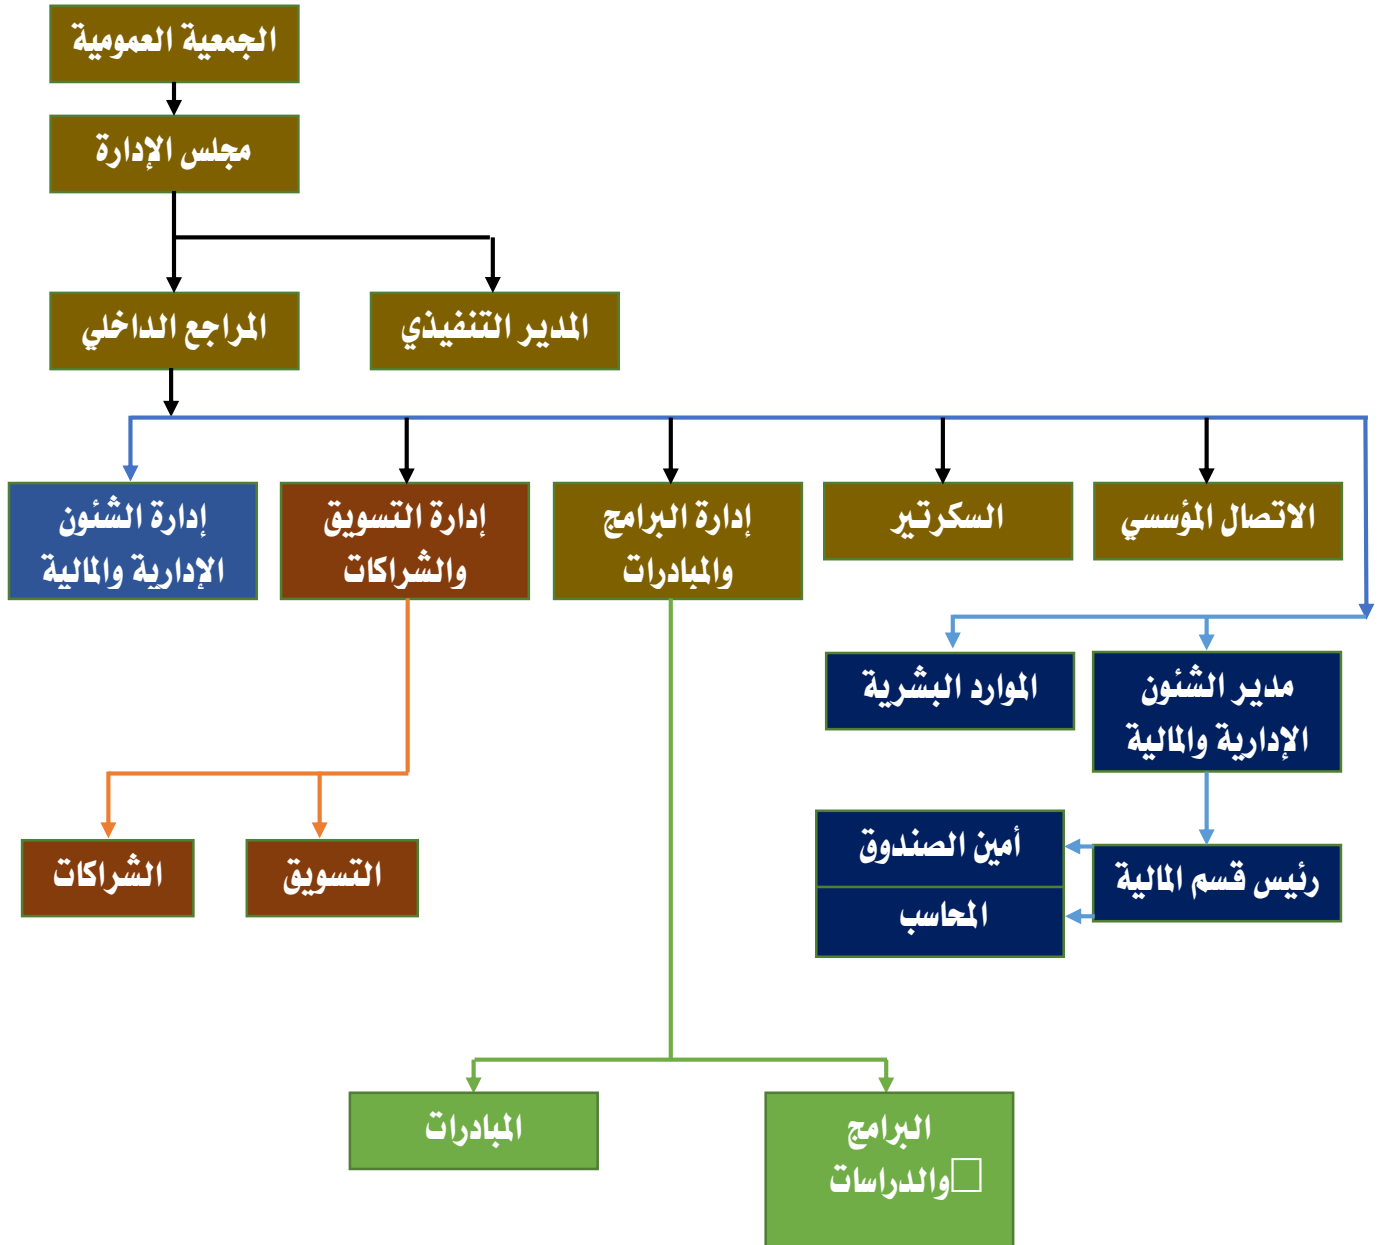 الجمعية العمومية
مجلس الإدارة
المراجع الداخلي
المدير التنفيذي
الاتصال المؤسسي
السكرتير
إدارة البرامج
والمبادرات
إدارة التسويق
والشراكات
إدارة الشئون
الإدارية والمالية
مدير الشئون
الإدارية والمالية
الموارد البشرية
رئيس قسم المالية
أمين الصندوق
المحاسب
التسويق
الشراكات
البرامج
والدراسات
المبادرات